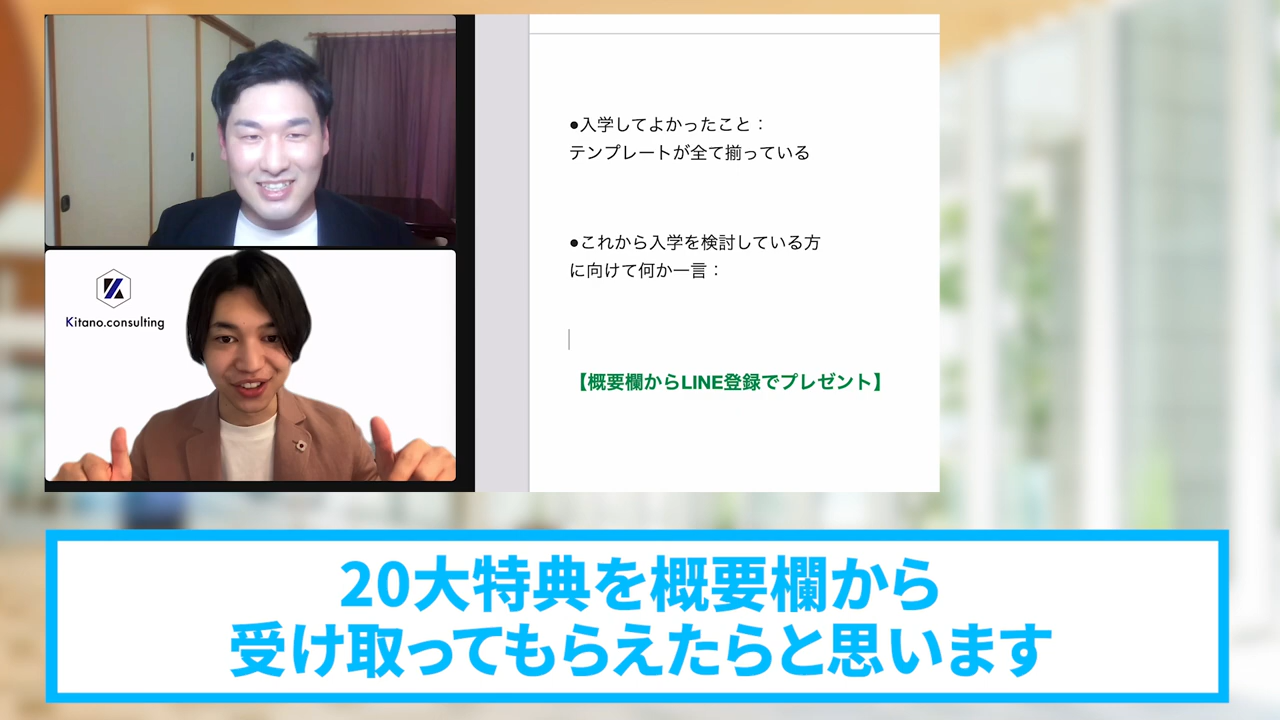 Kitano.consulting
●入学してよかったこと：
テンプレートが全て揃っている
●これから入学を検討している方
に向けて何か一言：
【概要欄からLINE登録でプレゼント】
20大特典を概要欄から
受け取ってもらえたらと思います